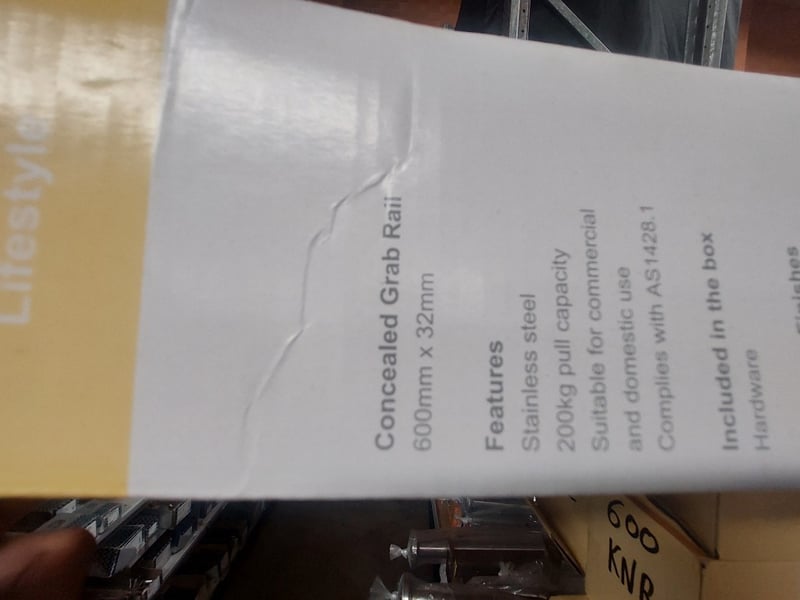 Lifestyle
Concealed Grab Rail
600mm x 32mm
Features
Stainless steel
200kg pull capacity
Suitable for commercial
and domestic use
Complies with AS1428.1
Included in the box
Hardware
Finishes
600
KNR